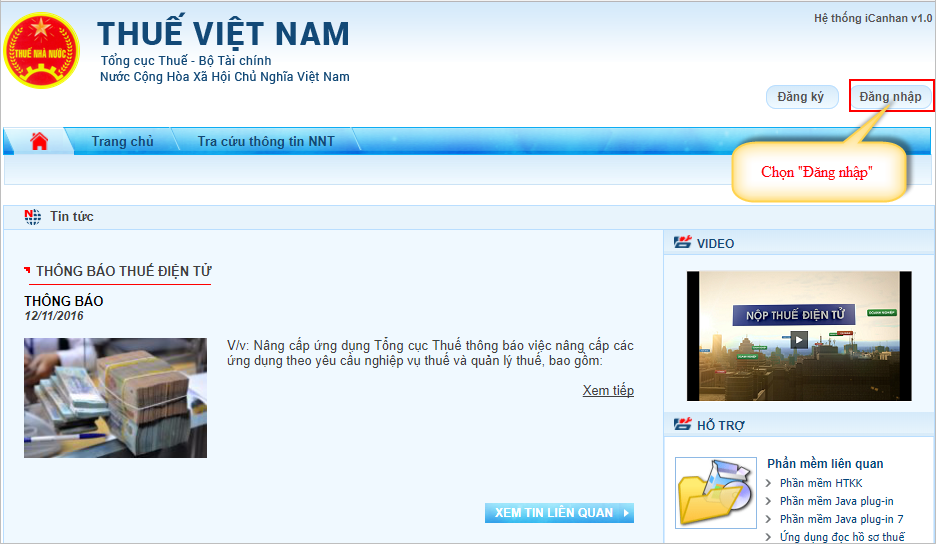 Hệ thống iCanhan v1.0
THUẾ NHÀ NƯỚC
THUẾ VIỆT NAM
Tổng cục Thuế - Bộ Tài chính
Nước Cộng Hòa Xã Hội Chủ Nghĩa Việt Nam
Đăng ký
Đăng nhập
Trang chủ
Tra cứu thông tin NNT
Chọn "Đăng nhập"
Tin tức
THÔNG BÁO THUẾ ĐIỆN TỬ
THÔNG BÁO
12/11/2016
V/v: Nâng cấp ứng dụng Tổng cục Thuế thông báo việc nâng cấp các
ứng dụng theo yêu cầu nghiệp vụ thuế và quản lý thuế, bao gồm:
Xem tiếp
XEM TIN LIÊN QUAN
VIDEO
NỘP THUẾ ĐIỆN TỬ
HỖ TRỢ
Phần mềm liên quan
Phần mềm HTKK
Phần mềm Java plug-in
Phần mềm Java plug-in 7
Ứng dụng đọc hồ sơ thuế